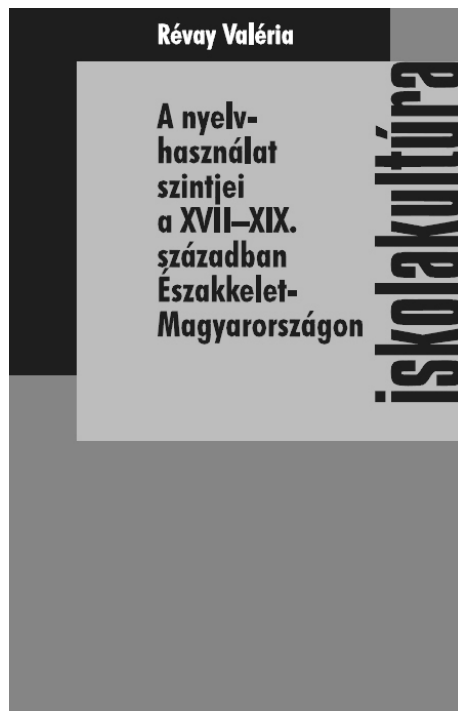 Révay Valéria
A nyelv-
használat
szintjei
a XVII–XIX.
században
Északkelet-
Magyarországon
iskolakultúra